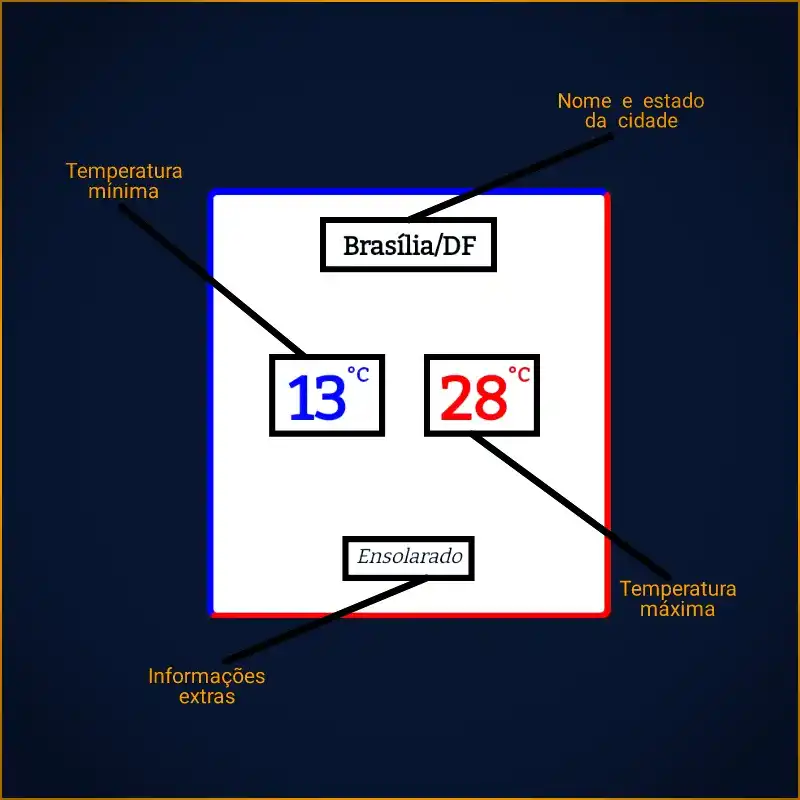 Nome e estado
da cidade
Temperatura
mínima
Brasília/DF
13°C
28°C
Ensolarado
Temperatura
máxima
Informações
extras